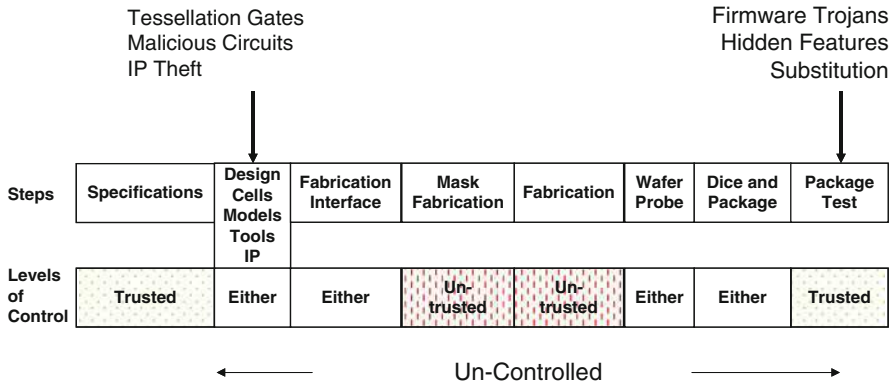 Tessellation Gates
Malicious Circuits
IP Theft
Firmware Trojans
Hidden Features
Substitution
Steps
Specifications
Design
Cells
Models
Tools
IP
Fabrication
Interface
Mask
Fabrication
Fabrication
Wafer
Probe
Dice and
Package
Package
Test
Levels
of
Control
Trusted
Either
Either
Un-
trusted
Un-
trusted
Either
Either
Trusted
Un-Controlled